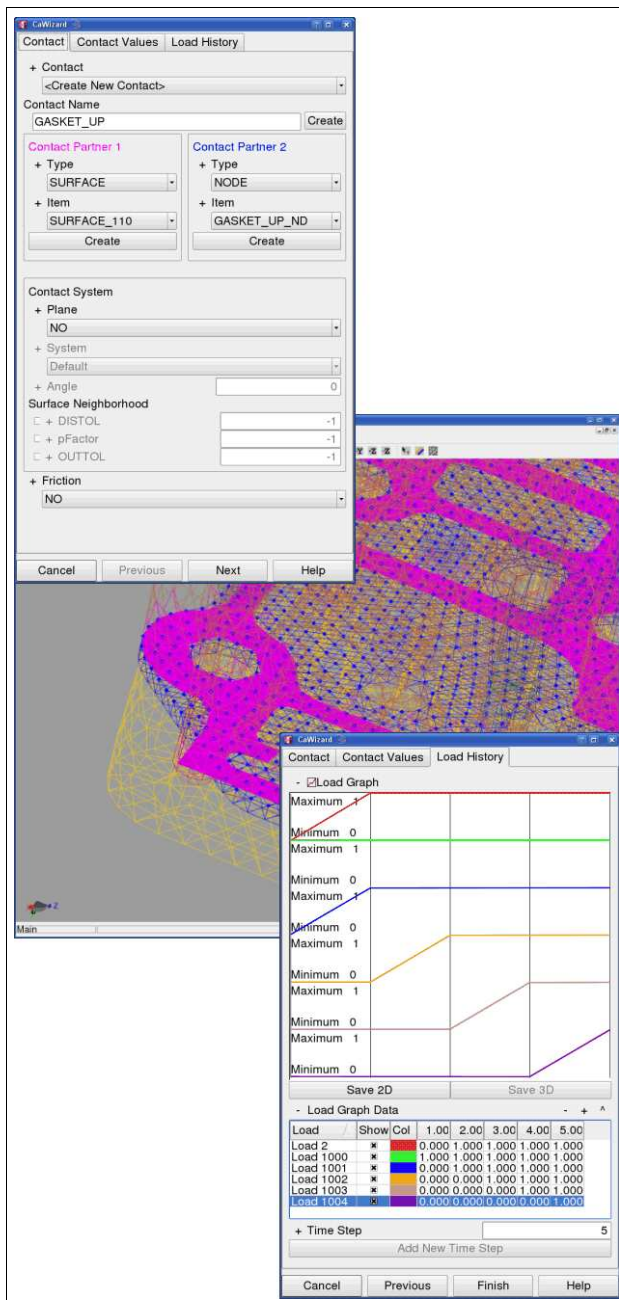 CaWizard
Contact Contact Values Load History
+ Contact
<Create New Contact>
Contact Name
GASKET_UP Create
Contact Partner 1 Contact Partner 2
+ Type + Type
SURFACE NODE
+ Item + Item
SURFACE_110 GASKET_UP_ND
Create Create
Contact System
+ Plane
NO
+ System
Default
+ Angle 0
Surface Neighborhood
+ DISTOL -1
+ pFactor -1
+ OUTTOL -1
+ Friction
NO
Cancel Previous Next Help
Z
Main
CaWizard
Contact Contact Values Load History
- Load Graph
Maximum 1
Minimum 0
Maximum 1
Minimum 0
Maximum 1
Minimum 0
Maximum 1
Minimum 0
Maximum 1
Minimum 0
Maximum 1
Minimum 0
Save 2D Save 3D
- Load Graph Data - + ^
Load Show Col 1.00 2.00 3.00 4.00 5.00
Load 2 0.000 1.000 1.000 1.000 1.000
Load 1000 1.000 1.000 1.000 1.000 1.000
Load 1001 0.000 1.000 1.000 1.000 1.000
Load 1002 0.000 0.000 1.000 1.000 1.000
Load 1003 0.000 0.000 0.000 1.000 1.000
Load 1004 0.000 0.000 0.000 0.000 1.000
+ Time Step 5
Add New Time Step
Cancel Previous Finish Help